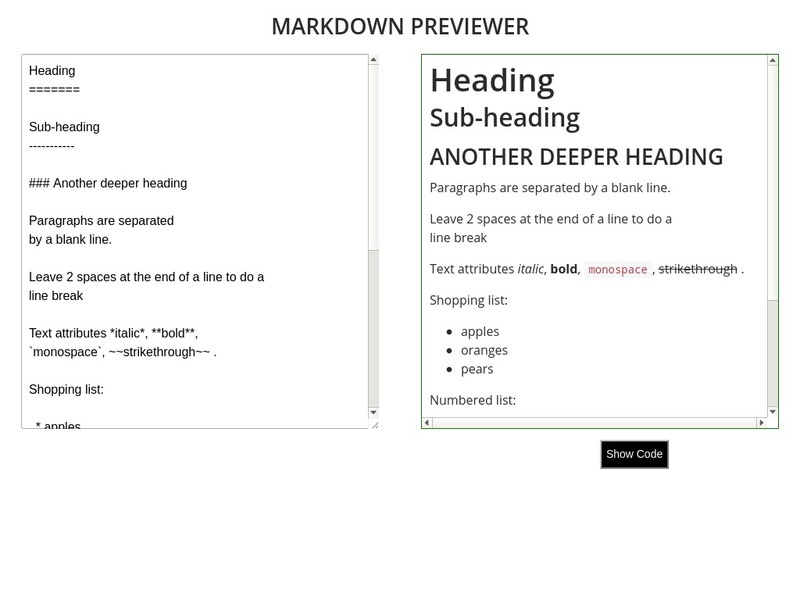 MARKDOWN PREVIEWER
Heading
=======
Sub-heading
-----------
### Another deeper heading
Paragraphs are separated
by a blank line.
Leave 2 spaces at the end of a line to do a
line break
Text attributes *italic*, **bold**,
`monospace`, ~~strikethrough~~ .
Shopping list:
* apples
Heading
Sub-heading
ANOTHER DEEPER HEADING
Paragraphs are separated by a blank line.
Leave 2 spaces at the end of a line to do a
line break
Text attributes italic, bold, monospace , strikethrough .
Shopping list:
• apples
• oranges
• pears
Numbered list:
Show Code